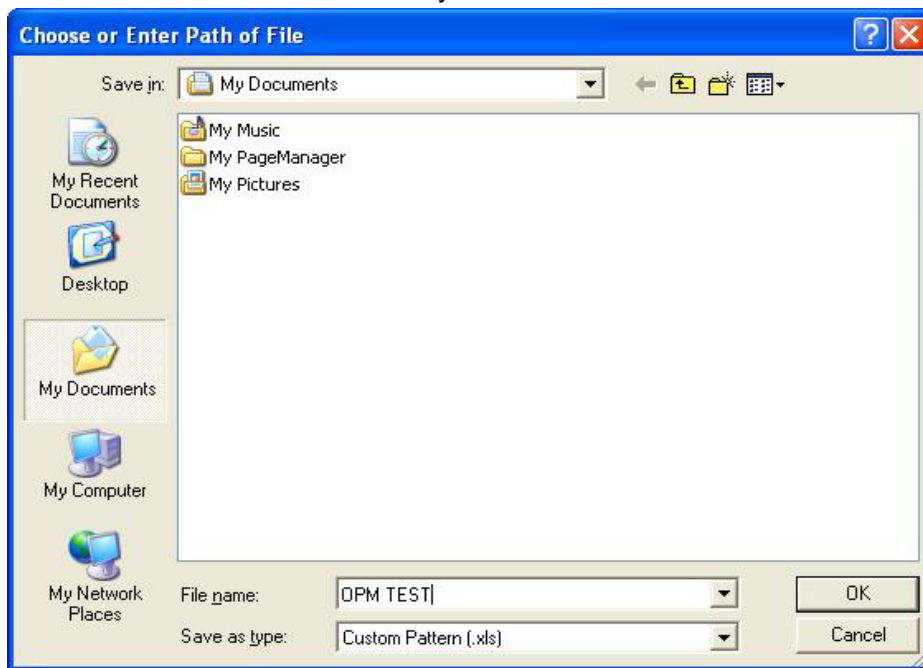 Choose or Enter Path of File
Save in: My Documents
My Music
My PageManager
My Pictures
My Recent
Documents
Desktop
My Documents
My Computer
My Network
Places
File name: OPM TEST
OK
Save as type: Custom Pattern (.xls)
Cancel